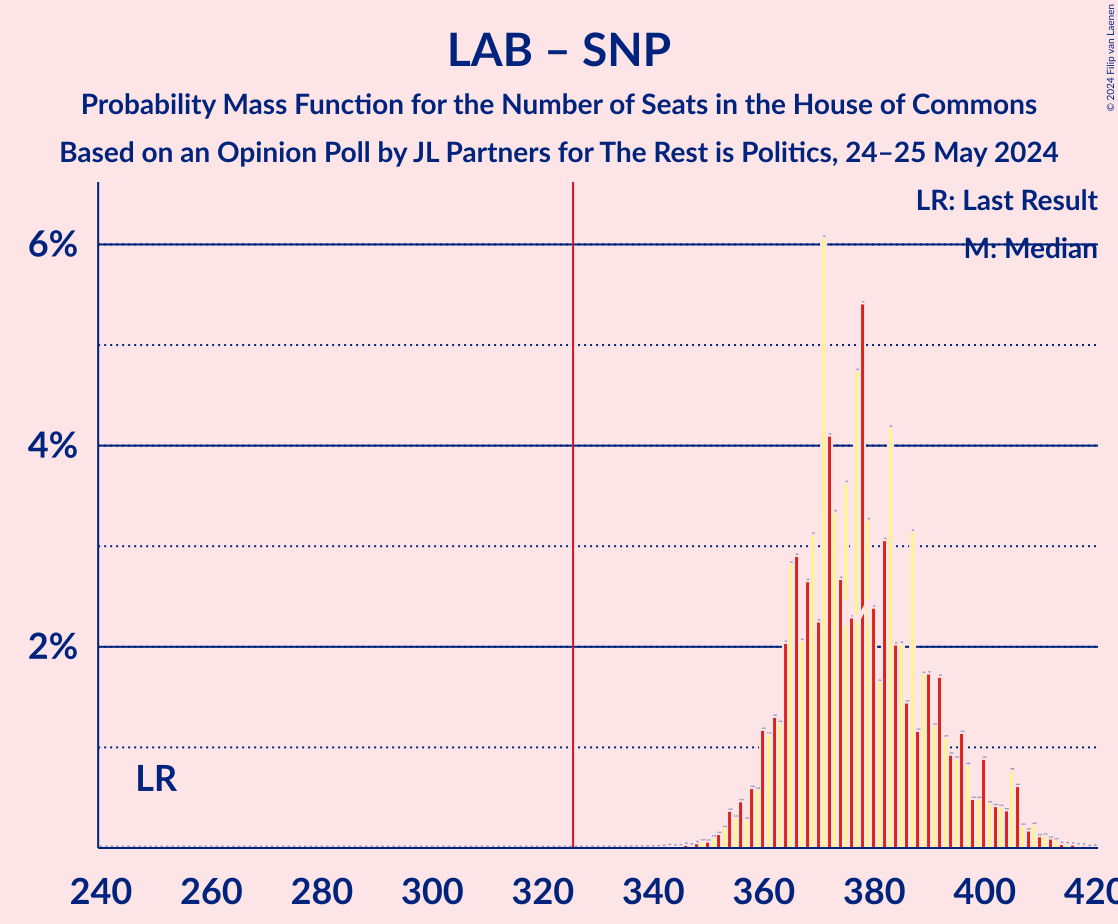 LAB – SNP
Probability Mass Function for the Number of Seats in the House of Commons
Based on an Opinion Poll by JL Partners for The Rest is Politics, 24–25 May 2024
© 2024 Filip van Laenen
LR: Last Result
M: Median
6%
4%
2%
LR
240 260 280 300 320 340 360 380 400 420